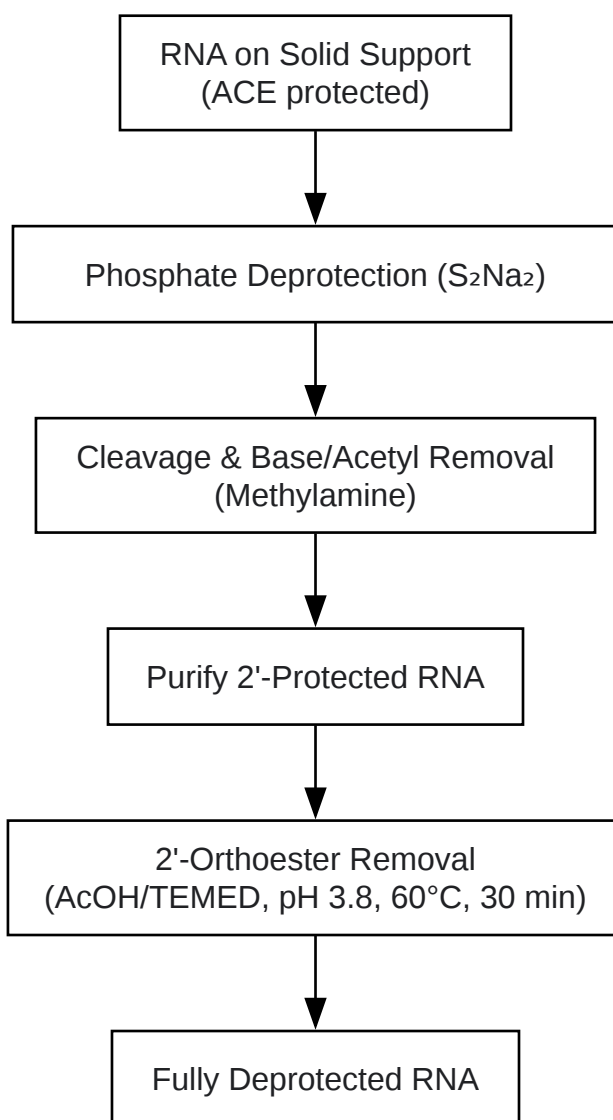 RNA on Solid Support
(ACE protected)
Phosphate Deprotection (S₂Na₂)
Cleavage & Base/Acetyl Removal
(Methylamine)
Purify 2'-Protected RNA
2'-Orthoester Removal
(AcOH/TEMED, pH 3.8, 60°C, 30 min)
Fully Deprotected RNA